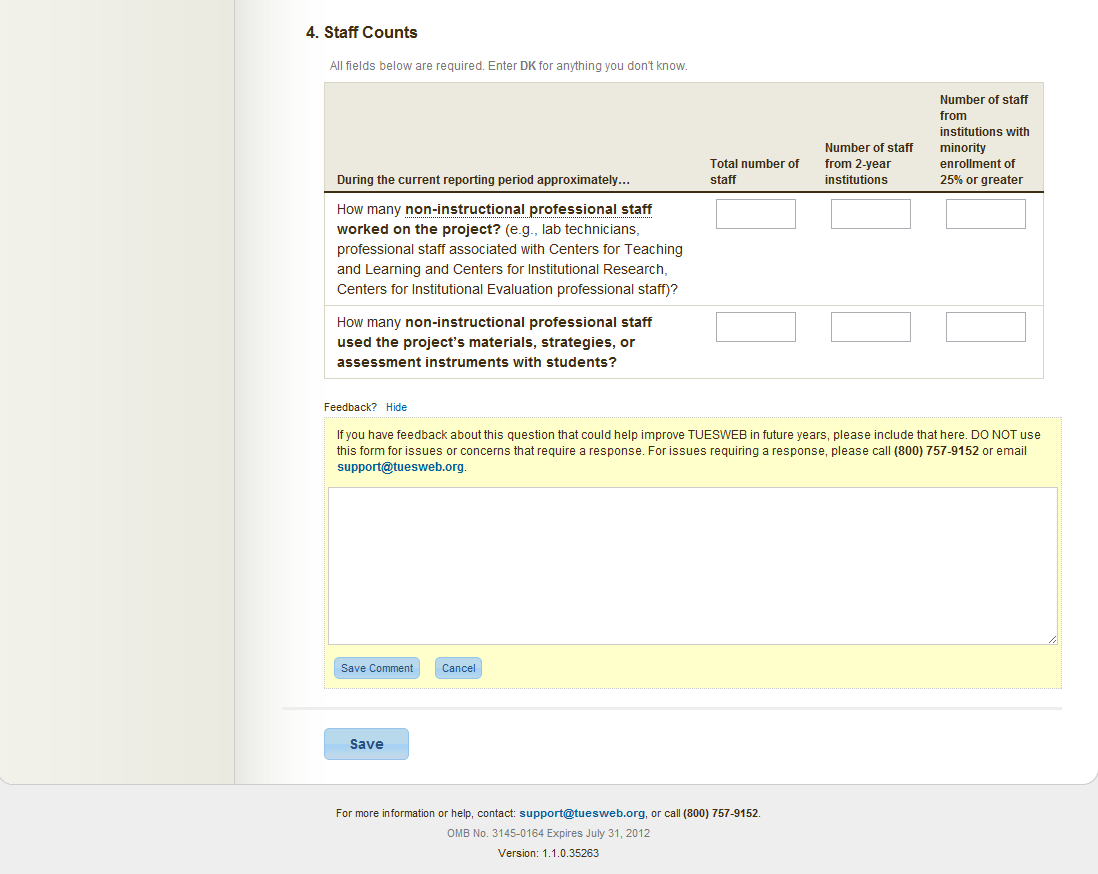 4. Staff Counts
All fields below are required. Enter DK for anything you don't know.
During the current reporting period approximately…
Total number of
staff
Number of staff
from 2-year
institutions
Number of staff
from
institutions with
minority
enrollment of
25% or greater
How many non-instructional professional staff
worked on the project? (e.g., lab technicians,
professional staff associated with Centers for Teaching
and Learning and Centers for Institutional Research,
Centers for Institutional Evaluation professional staff)?
How many non-instructional professional staff
used the project's materials, strategies, or
assessment instruments with students?
Feedback? Hide
If you have feedback about this question that could help improve TUESWEB in future years, please include that here. DO NOT use
this form for issues or concerns that require a response. For issues requiring a response, please call (800) 757-9152 or email
support@tuesweb.org.
Save Comment Cancel
Save
For more information or help, contact: support@tuesweb.org, or call (800) 757-9152.
OMB No. 3145-0164 Expires July 31, 2012
Version: 1.1.0.35263